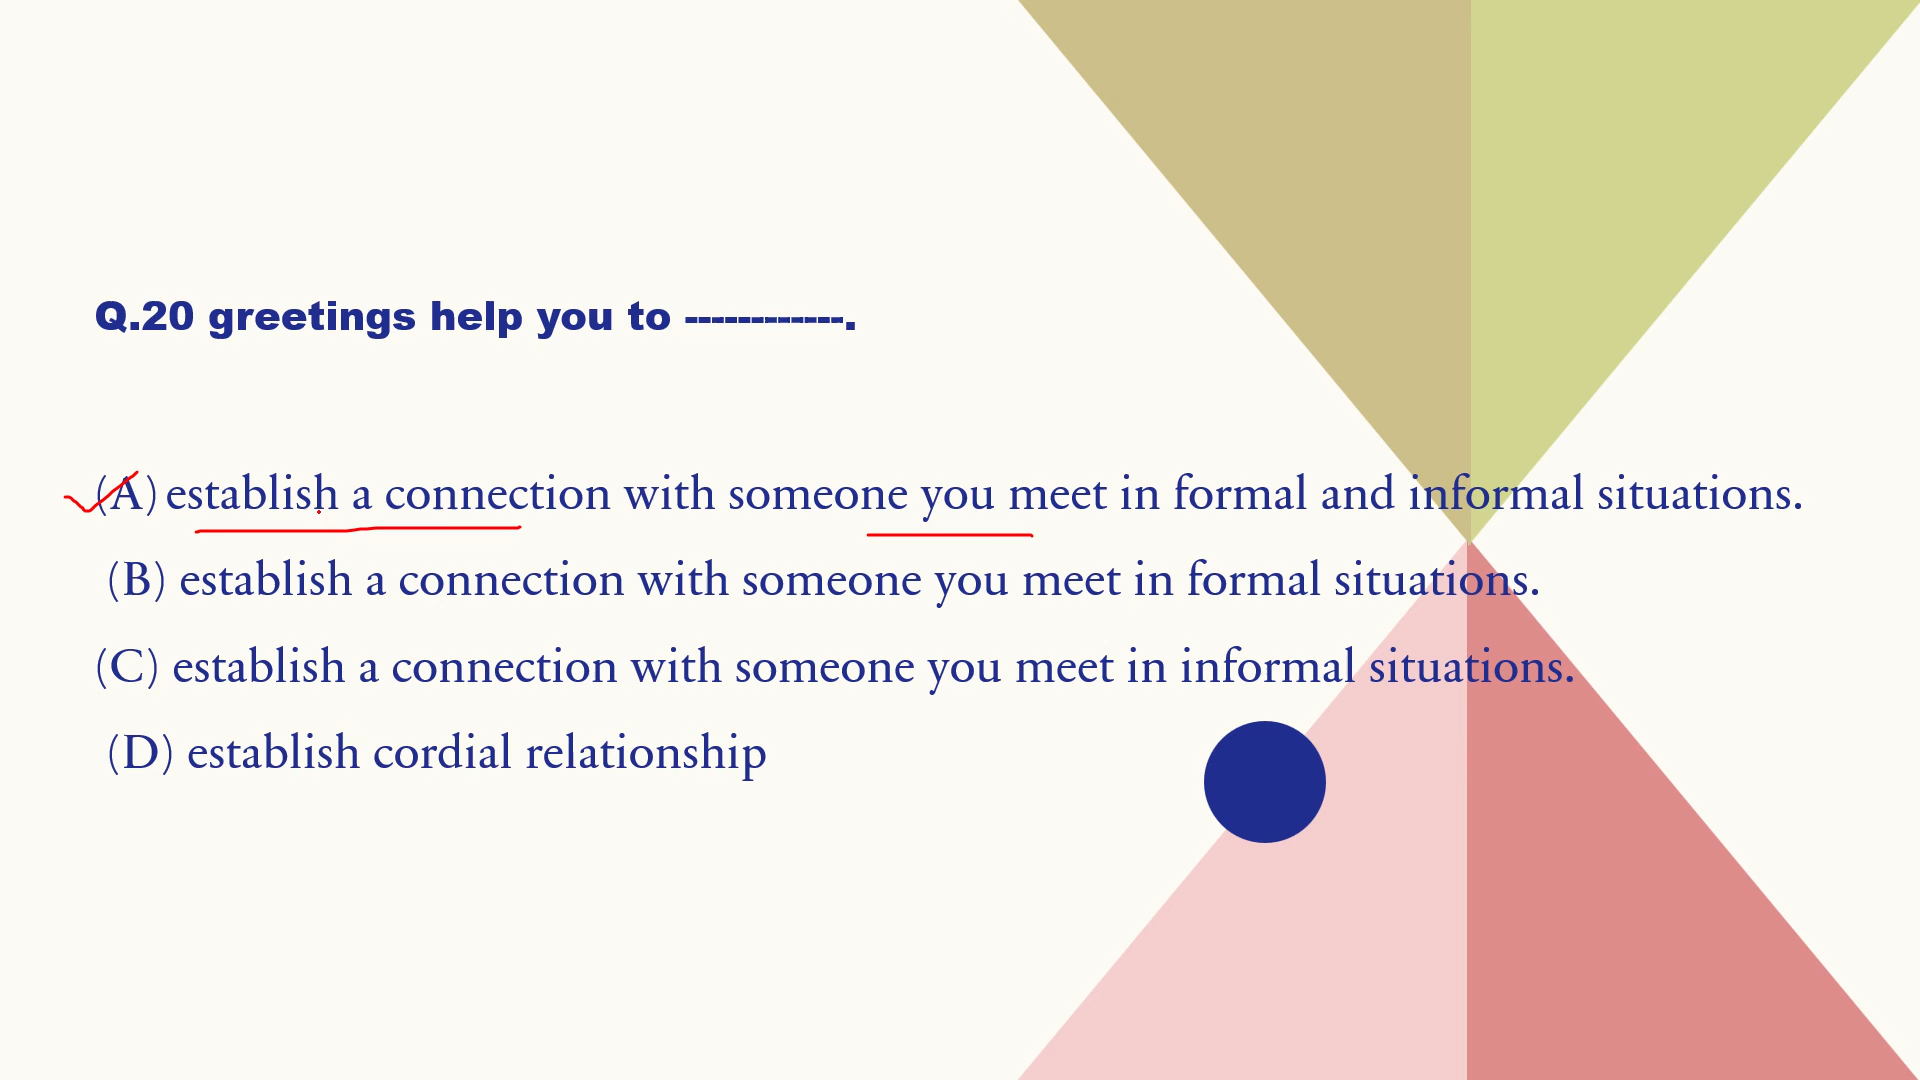 Q.20 greetings help you to ------------.
(A) establish a connection with someone you meet in formal and informal situations.
(B) establish a connection with someone you meet in formal situations.
(C) establish a connection with someone you meet in informal situations.
(D) establish cordial relationship